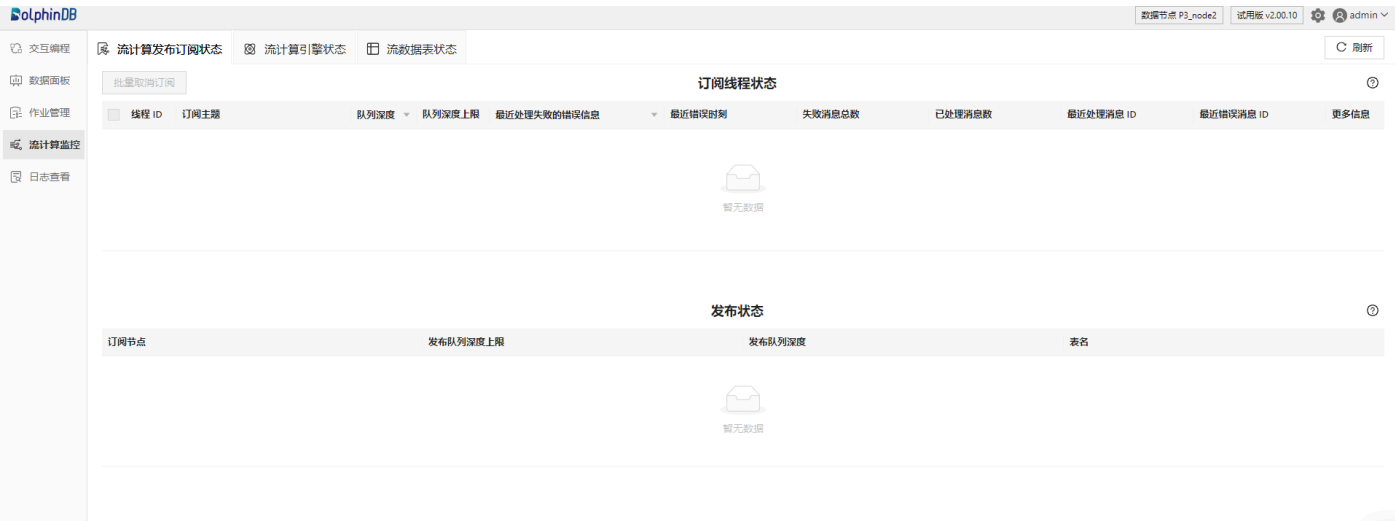 DolphinDB
数据节点 P3_node2 试用版 v2.00.10 admin
交互编程
数据面板
作业管理
流计算监控
日志查看
流计算发布订阅状态 流计算引擎状态 流数据表状态 刷新
批量取消订阅 订阅线程状态
线程 ID 订阅主题 队列深度 队列深度上限 最近处理失败的错误信息 最近错误时刻 失败消息总数 已处理消息数 最近处理消息 ID 最近错误消息 ID 更多信息
暂无数据
发布状态
订阅节点 发布队列深度上限 发布队列深度 表名
暂无数据